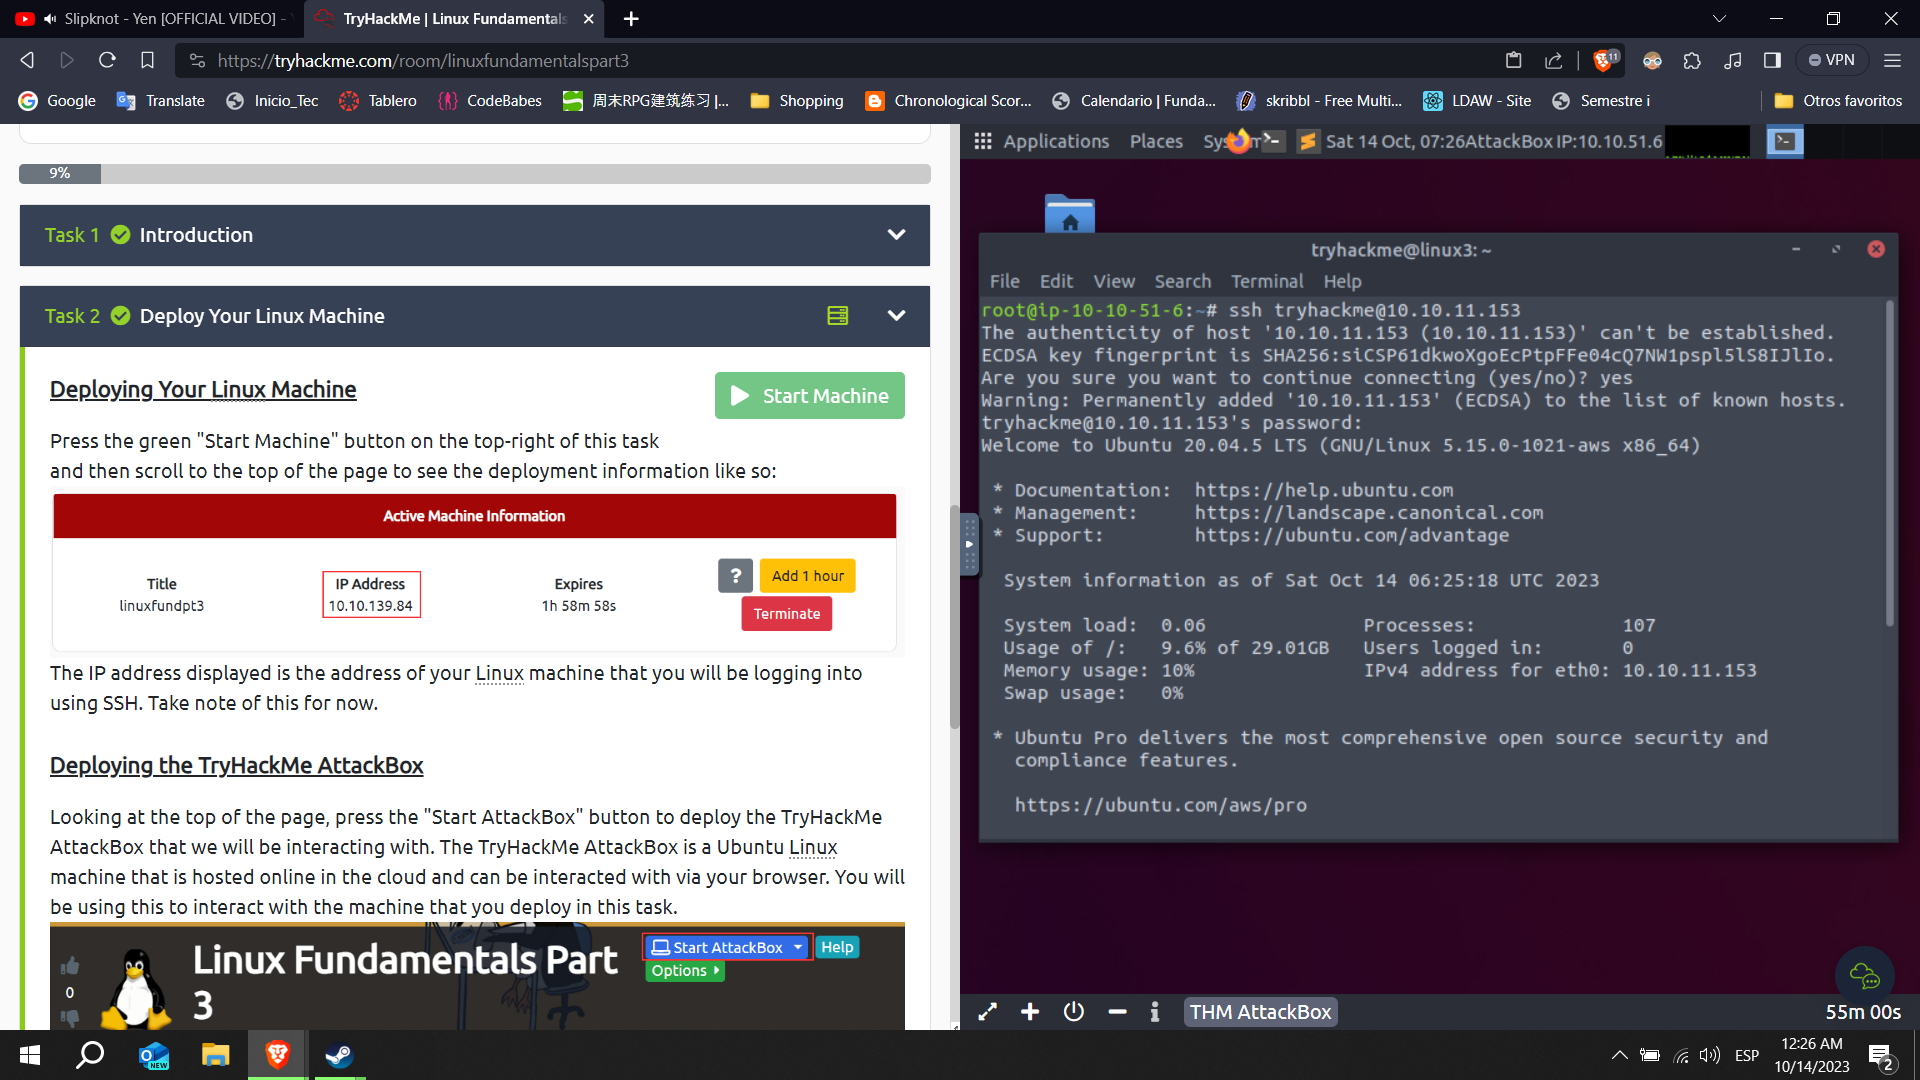 Slipknot - Yen [OFFICIAL VIDEO] -
TryHackMe | Linux Fundamentals
https://tryhackme.com/room/linuxfundamentalspart3
11
VPN
Google
Translate
Inicio_Tec
Tablero
CodeBabes
周末RPG建筑练习 |...
Shopping
Chronological Scor...
Calendario | Funda...
skribbl - Free Multi...
LDAW - Site
Semestre i
Otros favoritos
9%
Task 1 Introduction
Task 2 Deploy Your Linux Machine
Deploying Your Linux Machine
Start Machine
Press the green "Start Machine" button on the top-right of this task
and then scroll to the top of the page to see the deployment information like so:
Active Machine Information
Title
linuxfundpt3
IP Address
10.10.139.84
Expires
1h 58m 58s
?
Add 1 hour
Terminate
The IP address displayed is the address of your Linux machine that you will be logging into
using SSH. Take note of this for now.
Deploying the TryHackMe AttackBox
Looking at the top of the page, press the "Start AttackBox" button to deploy the TryHackMe
AttackBox that we will be interacting with. The TryHackMe AttackBox is a Ubuntu Linux
machine that is hosted online in the cloud and can be interacted with via your browser. You will
be using this to interact with the machine that you deploy in this task.
0
Linux Fundamentals Part
3
Start AttackBox
Help
Options
Applications Places Sat 14 Oct, 07:26 AttackBox IP:10.10.51.6
tryhackme@linux3: ~
File Edit View Search Terminal Help
root@ip-10-10-51-6:~# ssh tryhackme@10.10.11.153
The authenticity of host '10.10.11.153 (10.10.11.153)' can't be established.
ECDSA key fingerprint is SHA256:siCSP61dkwoXgoEcPtpFFe04cQ7NW1pspl5lS8IJlIo.
Are you sure you want to continue connecting (yes/no)? yes
Warning: Permanently added '10.10.11.153' (ECDSA) to the list of known hosts.
tryhackme@10.10.11.153's password:
Welcome to Ubuntu 20.04.5 LTS (GNU/Linux 5.15.0-1021-aws x86_64)
* Documentation: https://help.ubuntu.com
* Management: https://landscape.canonical.com
* Support: https://ubuntu.com/advantage
System information as of Sat Oct 14 06:25:18 UTC 2023
System load: 0.06 Processes: 107
Usage of /: 9.6% of 29.01GB Users logged in: 0
Memory usage: 10% IPv4 address for eth0: 10.10.11.153
Swap usage: 0%
* Ubuntu Pro delivers the most comprehensive open source security and
compliance features.
https://ubuntu.com/aws/pro
THM AttackBox
55m 00s
NEW
ESP
12:26 AM
10/14/2023
2